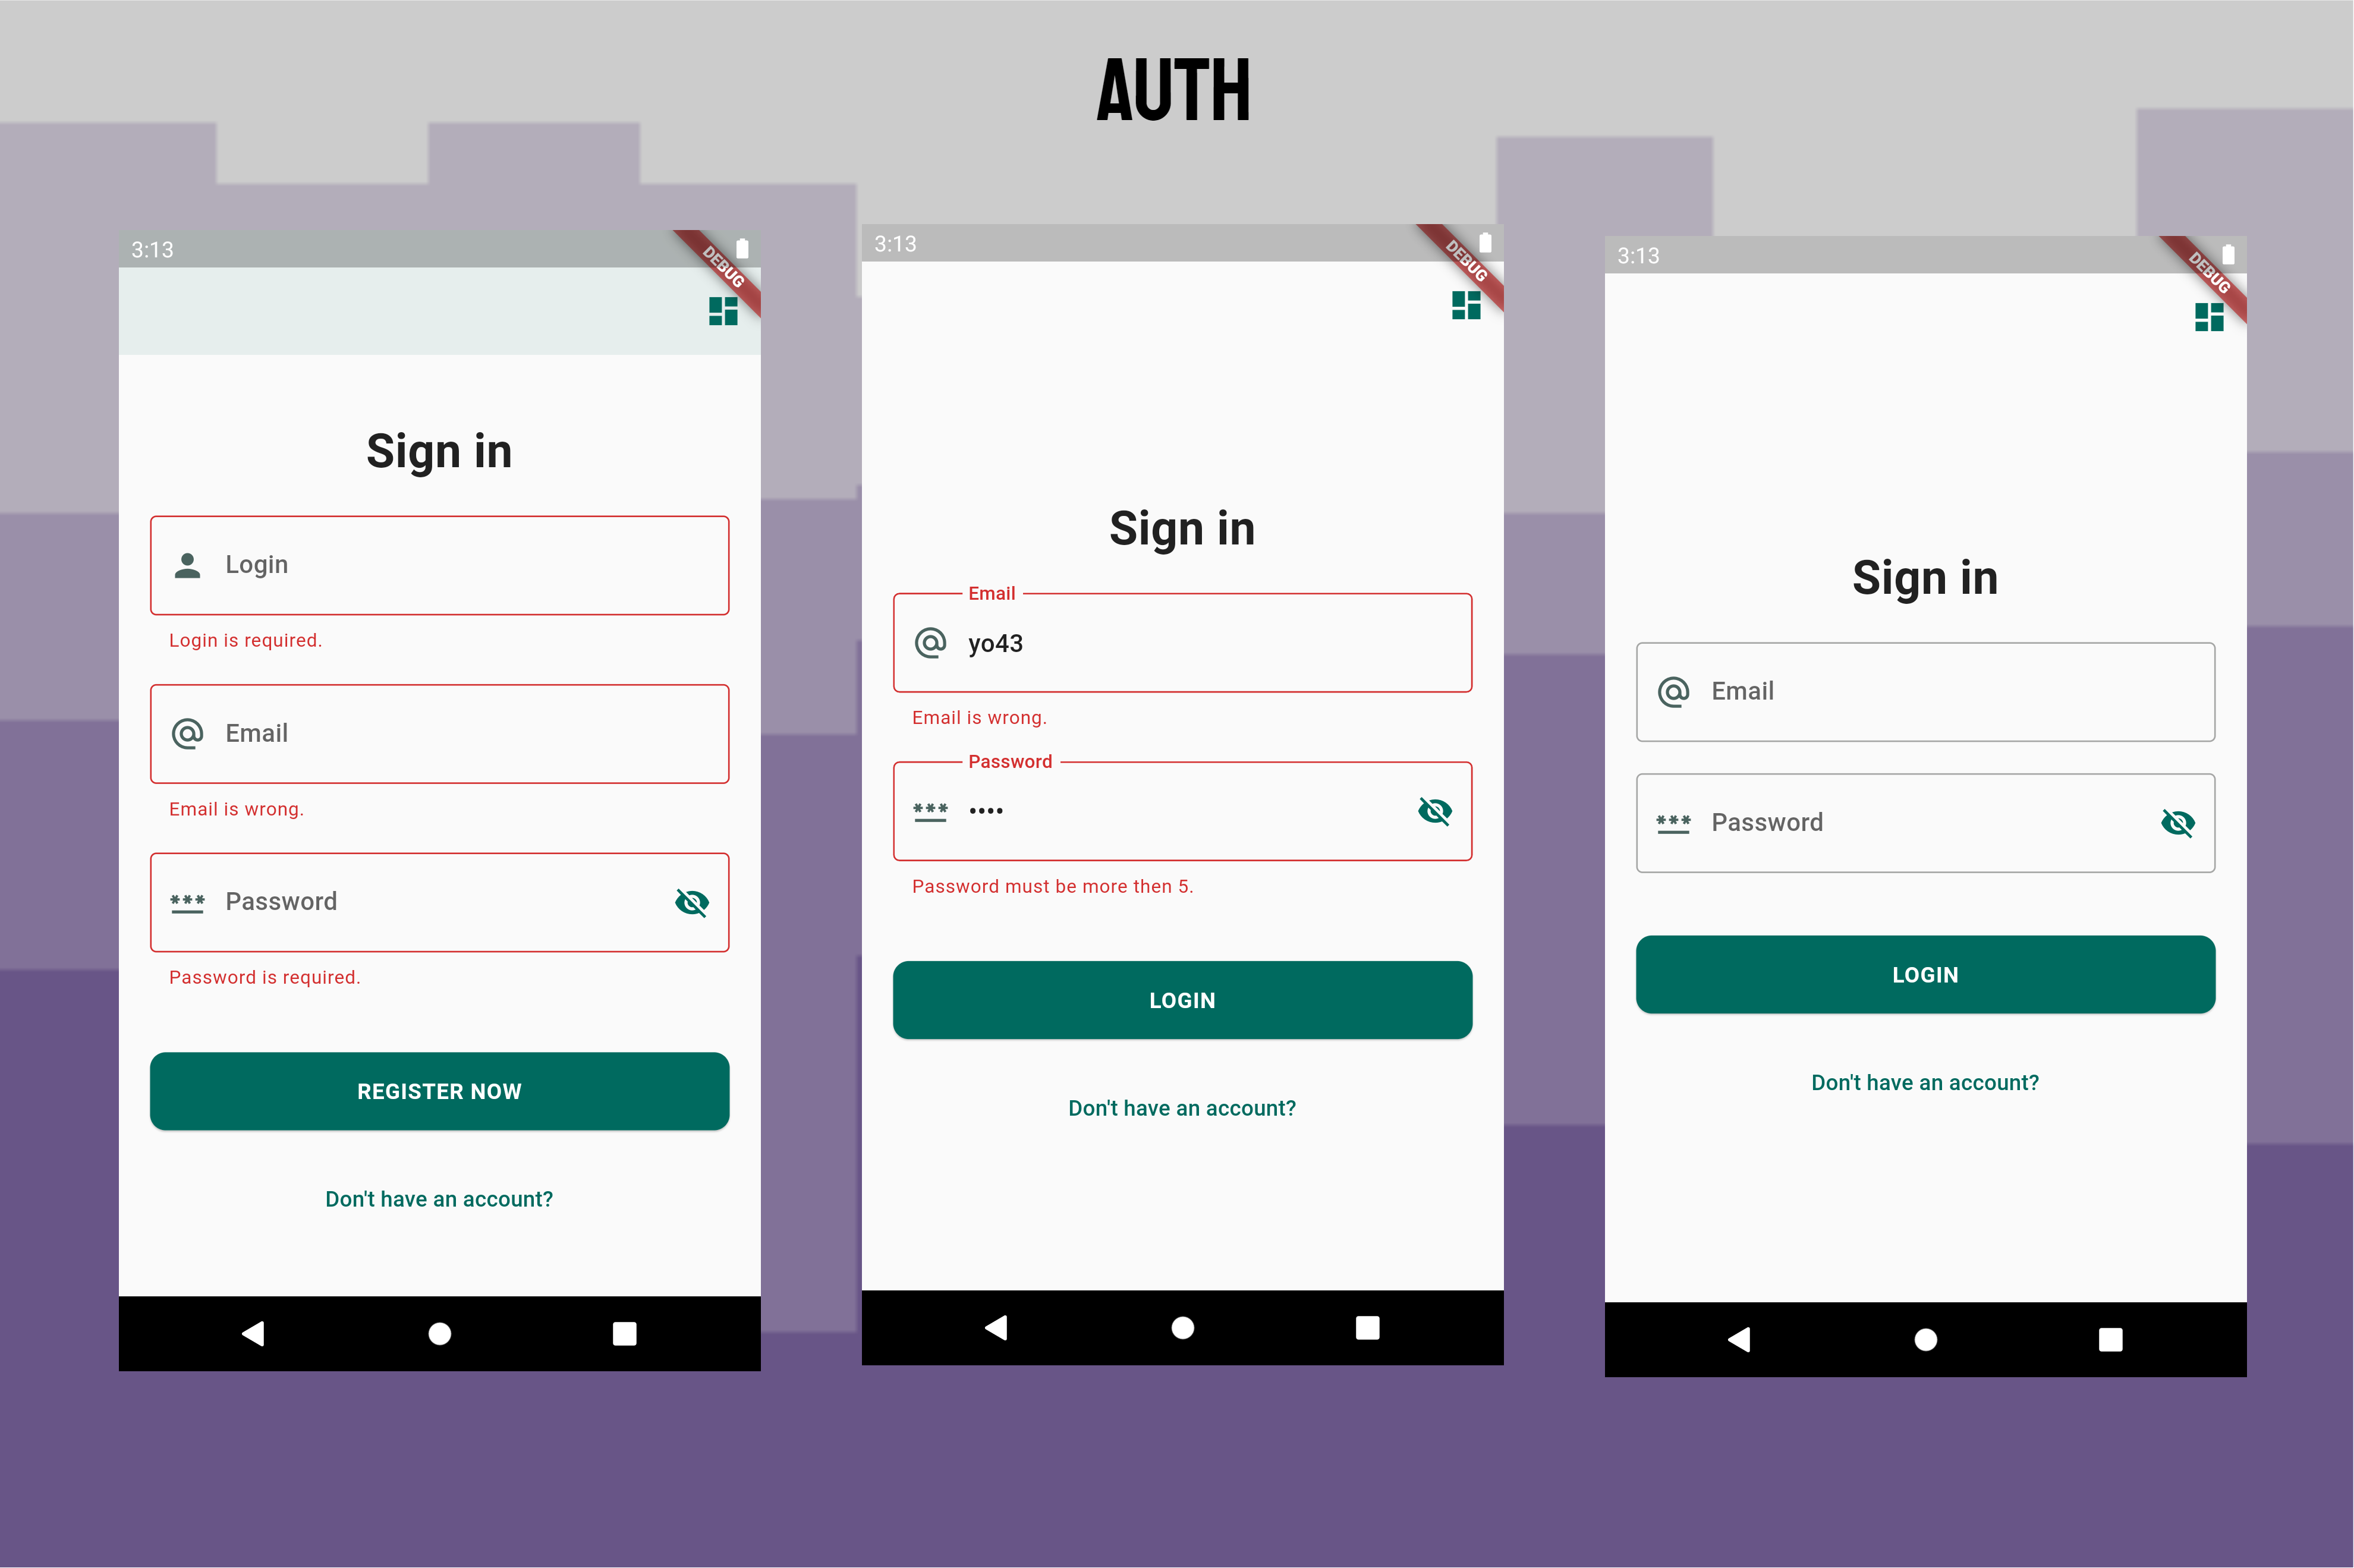 AUTH
3:13
DEBUG
Sign in
Login
Login is required.
Email
Email is wrong.
*** Password
Password is required.
REGISTER NOW
Don't have an account?
3:13
DEBUG
Sign in
Email
@ yo43
Email is wrong.
Password
*** ••••
Password must be more then 5.
LOGIN
Don't have an account?
3:13
DEBUG
Sign in
@ Email
*** Password
LOGIN
Don't have an account?